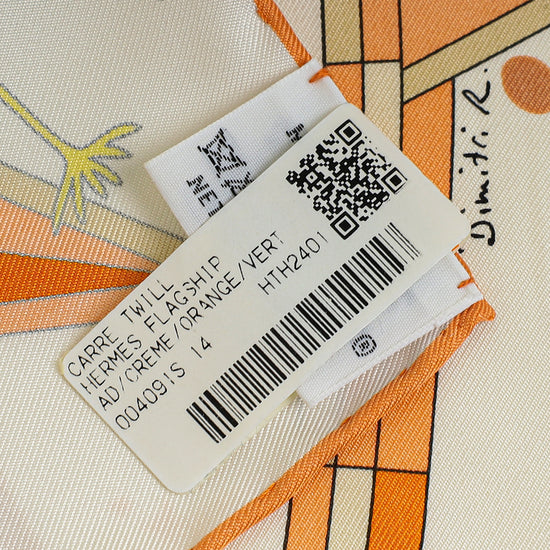 CARRE TWILL
HERMES FLAGSHIP
AD/CREME/ORANGE/VERT
004091S 14
HTH2401
Dimitri R.